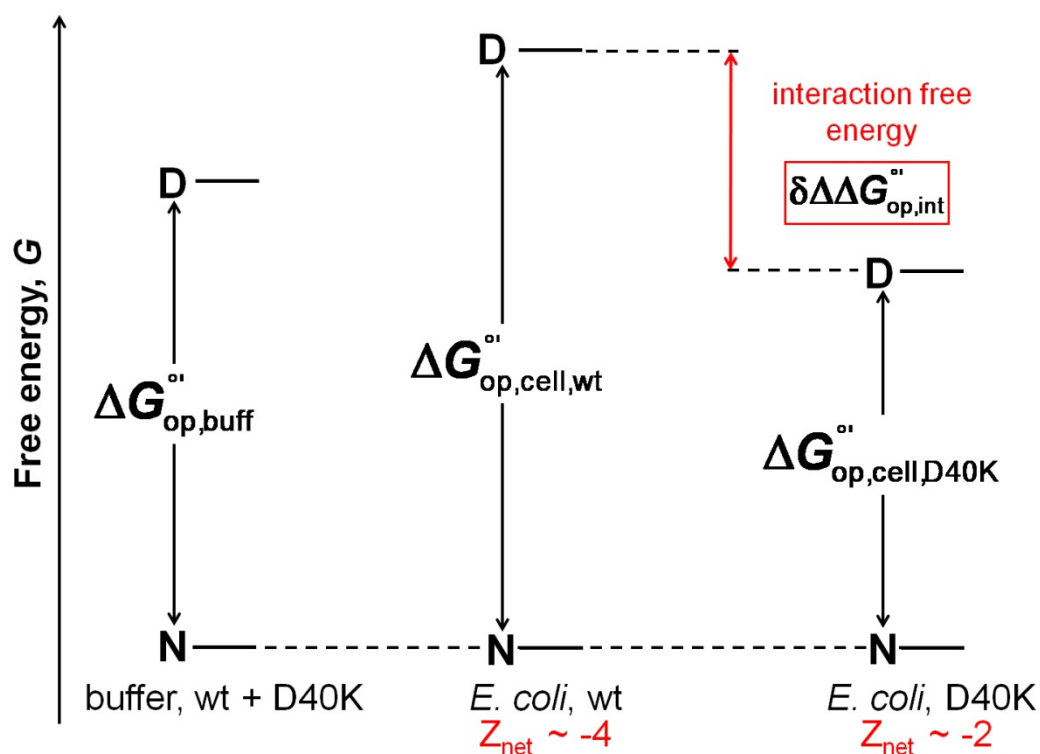 Free energy, G
D
D
D
interaction free
energy
δΔΔG°′op,int
ΔG°′op,buff
ΔG°′op,cell,wt
ΔG°′op,cell,D40K
N
N
N
buffer, wt + D40K
E. coli, wt
Znet ~ -4
E. coli, D40K
Znet ~ -2